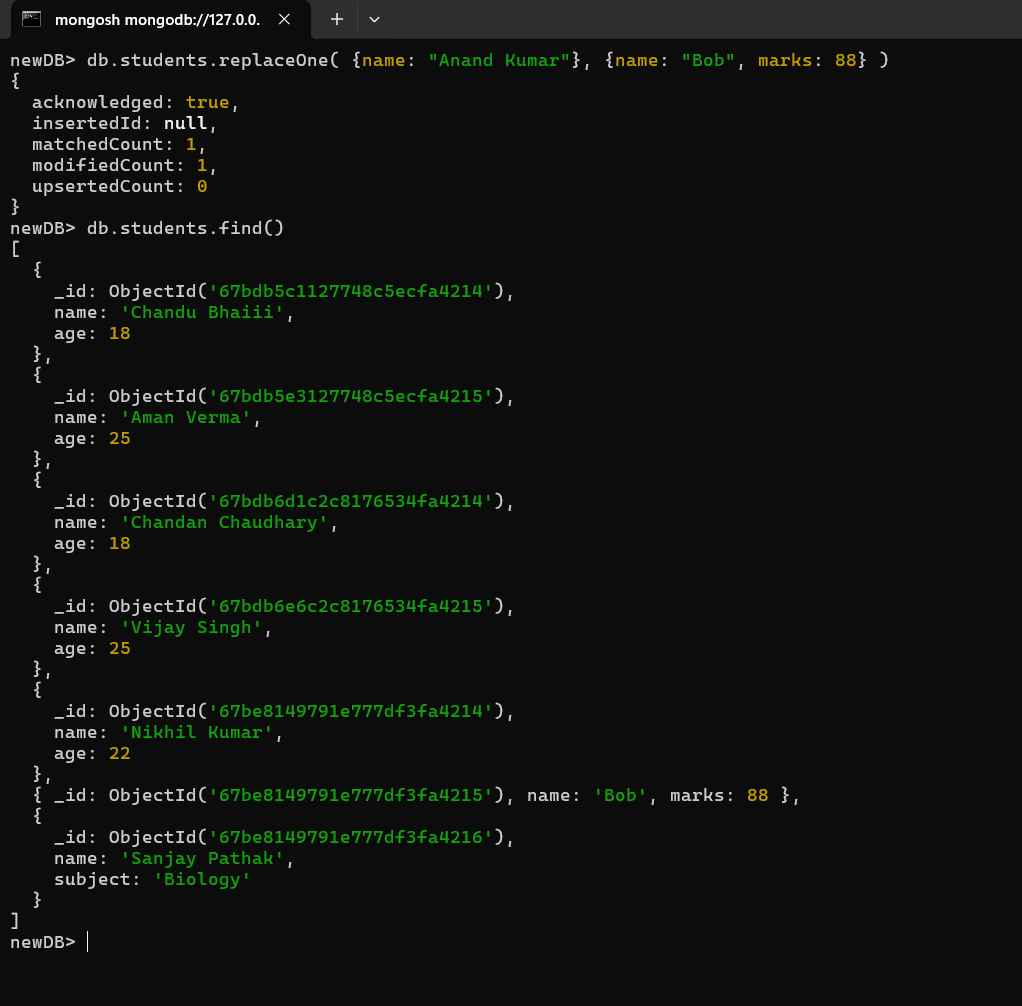 mongosh mongodb://127.0.0.
newDB> db.students.replaceOne( {name: "Anand Kumar"}, {name: "Bob", marks: 88} )
{
  acknowledged: true,
  insertedId: null,
  matchedCount: 1,
  modifiedCount: 1,
  upsertedCount: 0
}
newDB> db.students.find()
[
  {
    _id: ObjectId('67bdb5c1127748c5ecfa4214'),
    name: 'Chandu Bhaiii',
    age: 18
  },
  {
    _id: ObjectId('67bdb5e3127748c5ecfa4215'),
    name: 'Aman Verma',
    age: 25
  },
  {
    _id: ObjectId('67bdb6d1c2c8176534fa4214'),
    name: 'Chandan Chaudhary',
    age: 18
  },
  {
    _id: ObjectId('67bdb6e6c2c8176534fa4215'),
    name: 'Vijay Singh',
    age: 25
  },
  {
    _id: ObjectId('67be8149791e777df3fa4214'),
    name: 'Nikhil Kumar',
    age: 22
  },
  { _id: ObjectId('67be8149791e777df3fa4215'), name: 'Bob', marks: 88 },
  {
    _id: ObjectId('67be8149791e777df3fa4216'),
    name: 'Sanjay Pathak',
    subject: 'Biology'
  }
]
newDB>